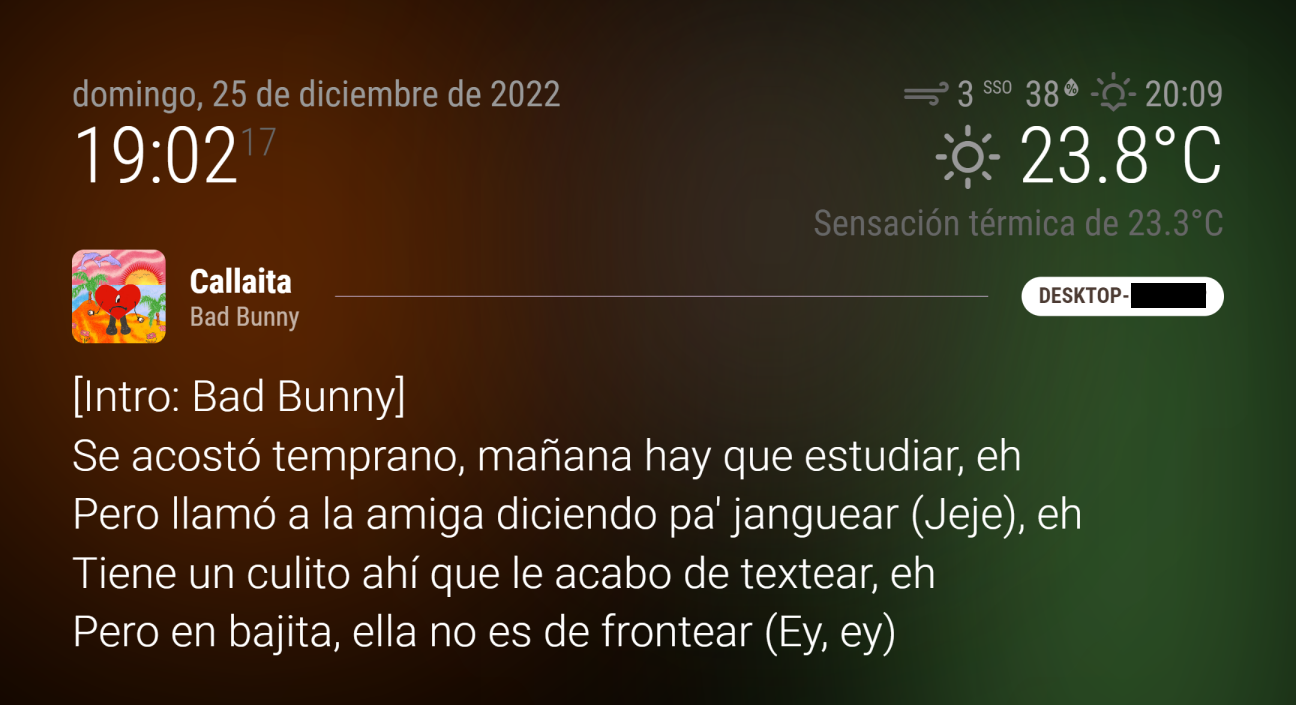 domingo, 25 de diciembre de 2022
19:02 17
3 SSO 38 % 20:09
23.8°C
Sensación térmica de 23.3°C
Callaita
Bad Bunny
DESKTOP-
[Intro: Bad Bunny]
Se acostó temprano, mañana hay que estudiar, eh
Pero llamó a la amiga diciendo pa' janguear (Jeje), eh
Tiene un culito ahí que le acabo de textear, eh
Pero en bajita, ella no es de frontear (Ey, ey)